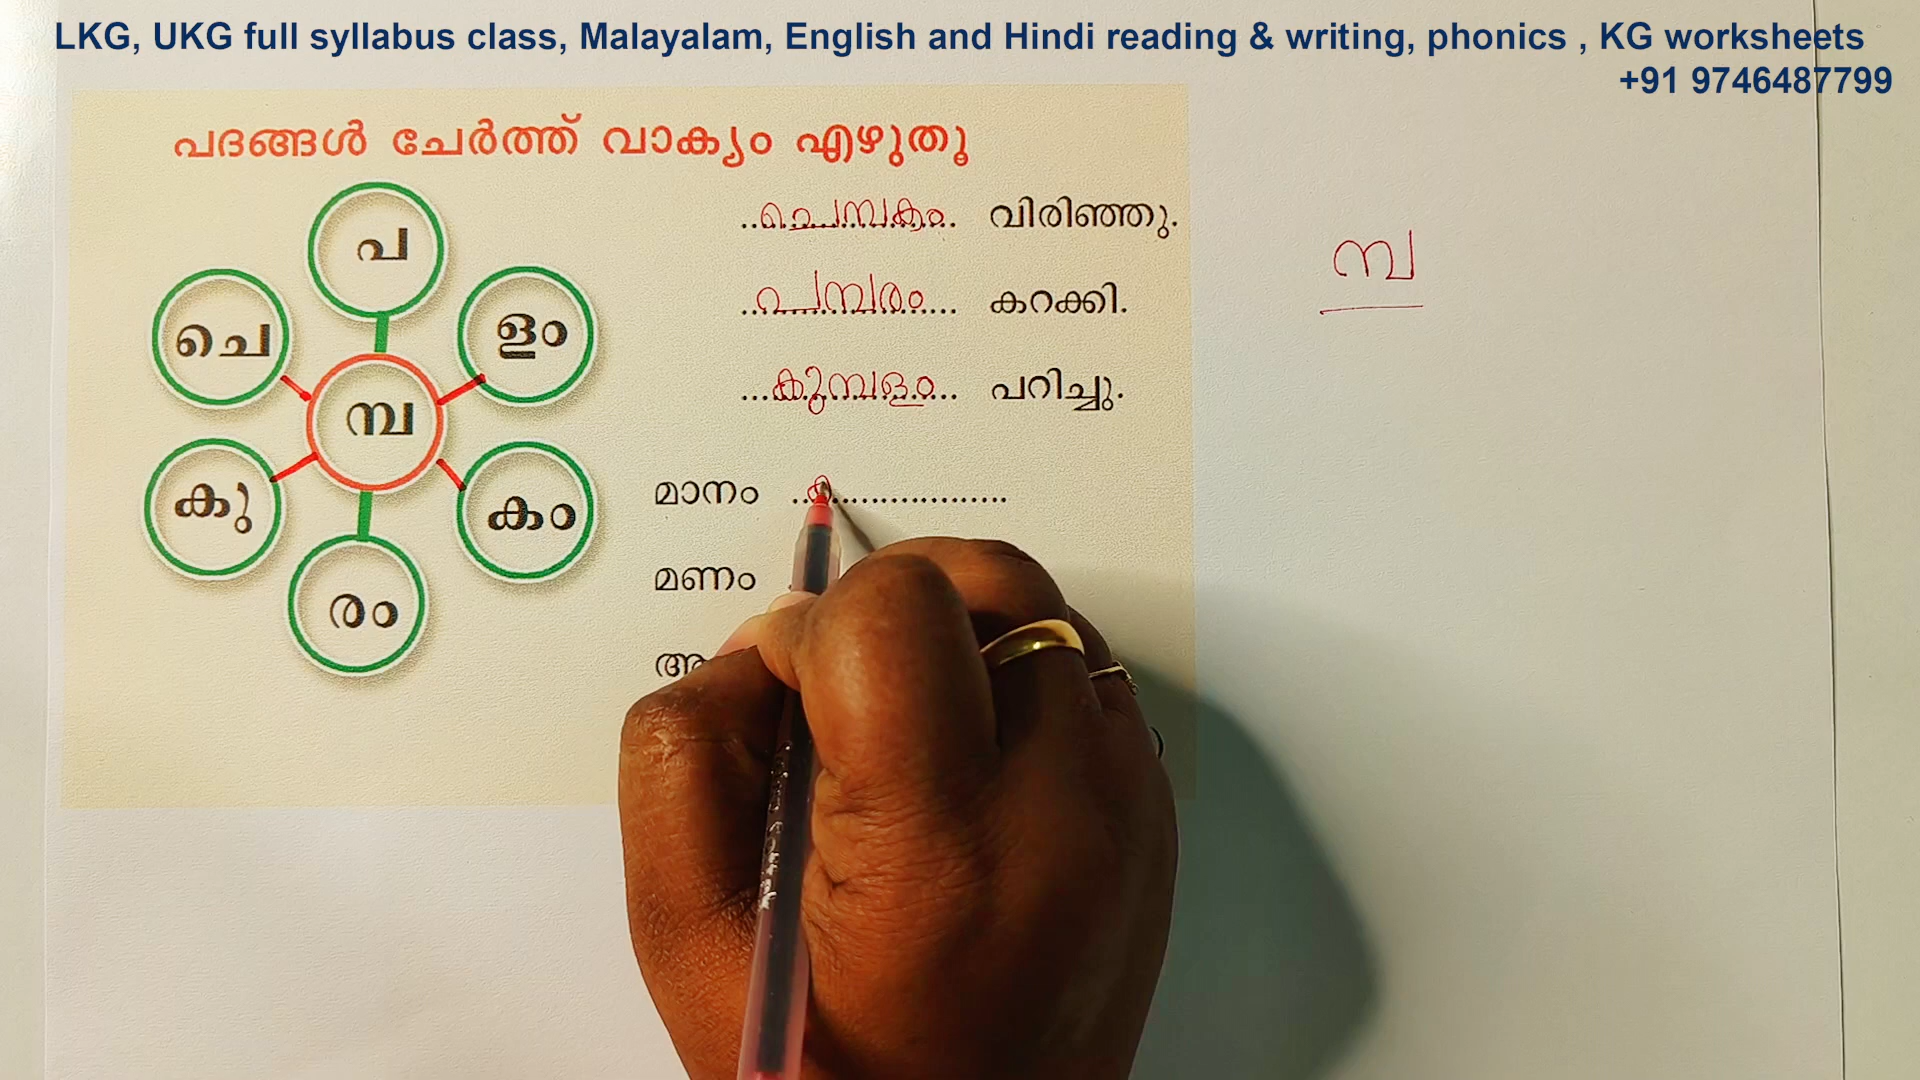 LKG, UKG full syllabus class, Malayalam, English and Hindi reading & writing, phonics , KG worksheets
+91 9746487799
പദങ്ങൾ ചേർത്ത് വാക്യം എഴുതൂ
പ
ചെ
ളം
മ്പ
കു
കം
രം
ചെമ്പകം വിരിഞ്ഞു.
പമ്പരം കറക്കി.
കുമ്പളം പറിച്ചു.
മാനം
മണം
മ്പ